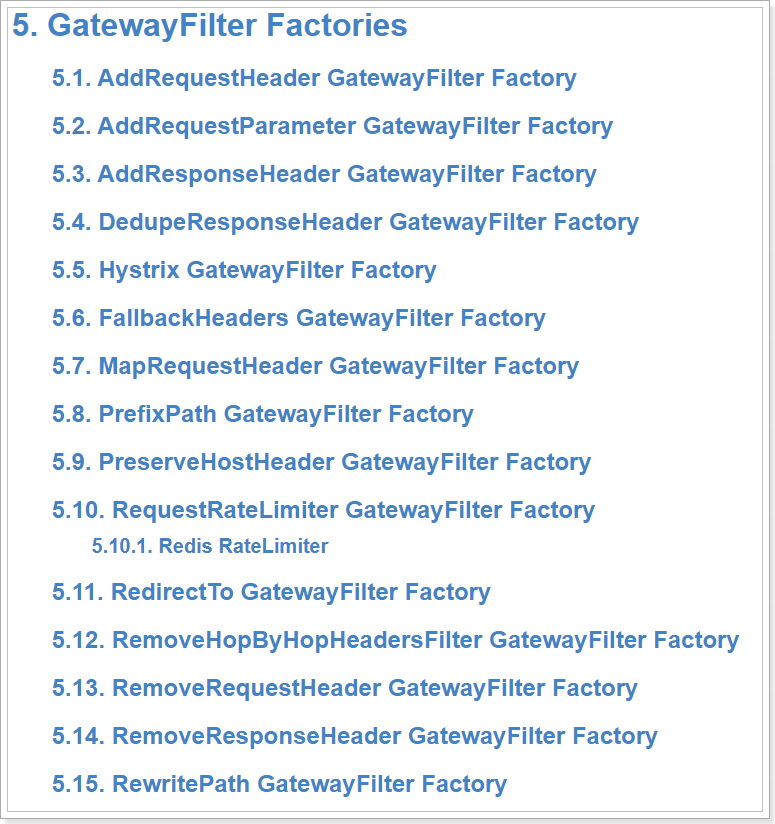 5. GatewayFilter Factories
5.1. AddRequestHeader GatewayFilter Factory
5.2. AddRequestParameter GatewayFilter Factory
5.3. AddResponseHeader GatewayFilter Factory
5.4. DedupeResponseHeader GatewayFilter Factory
5.5. Hystrix GatewayFilter Factory
5.6. FallbackHeaders GatewayFilter Factory
5.7. MapRequestHeader GatewayFilter Factory
5.8. PrefixPath GatewayFilter Factory
5.9. PreserveHostHeader GatewayFilter Factory
5.10. RequestRateLimiter GatewayFilter Factory
5.10.1. Redis RateLimiter
5.11. RedirectTo GatewayFilter Factory
5.12. RemoveHopByHopHeadersFilter GatewayFilter Factory
5.13. RemoveRequestHeader GatewayFilter Factory
5.14. RemoveResponseHeader GatewayFilter Factory
5.15. RewritePath GatewayFilter Factory